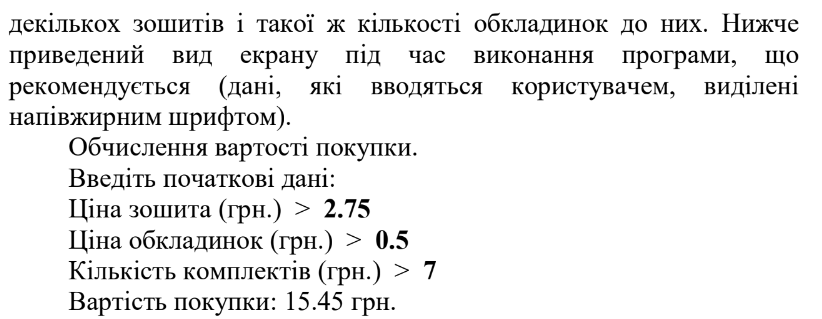 декількох зошитів і такої ж кількості обкладинок до них. Нижче
приведений вид екрану під час виконання програми, що
рекомендується (дані, які вводяться користувачем, виділені
напівжирним шрифтом).
Обчислення вартості покупки.
Введіть початкові дані:
Ціна зошита (грн.) > 2.75
Ціна обкладинок (грн.) > 0.5
Кількість комплектів (грн.) > 7
Вартість покупки: 15.45 грн.